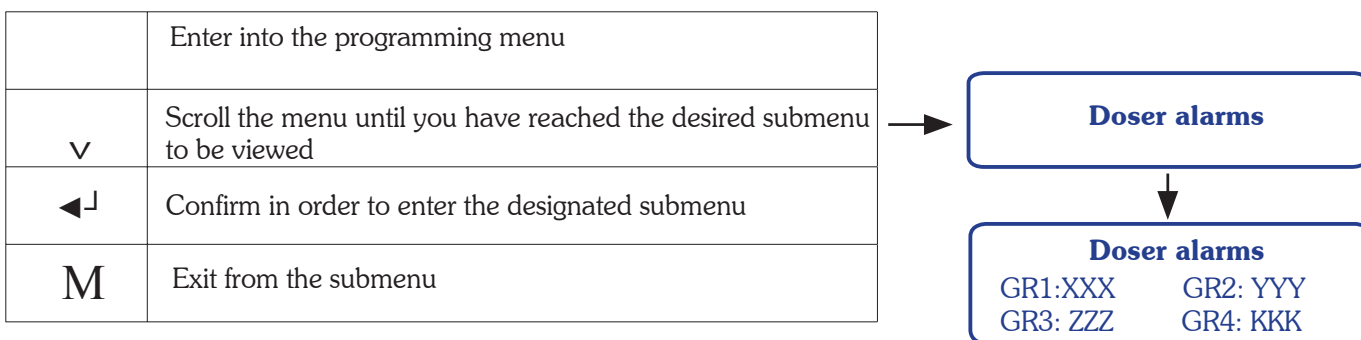 Enter into the programming menu
v
Scroll the menu until you have reached the desired submenu
to be viewed
Confirm in order to enter the designated submenu
M
Exit from the submenu
Doser alarms
Doser alarms
GR1:XXX GR2: YYY
GR3: ZZZ GR4: KKK